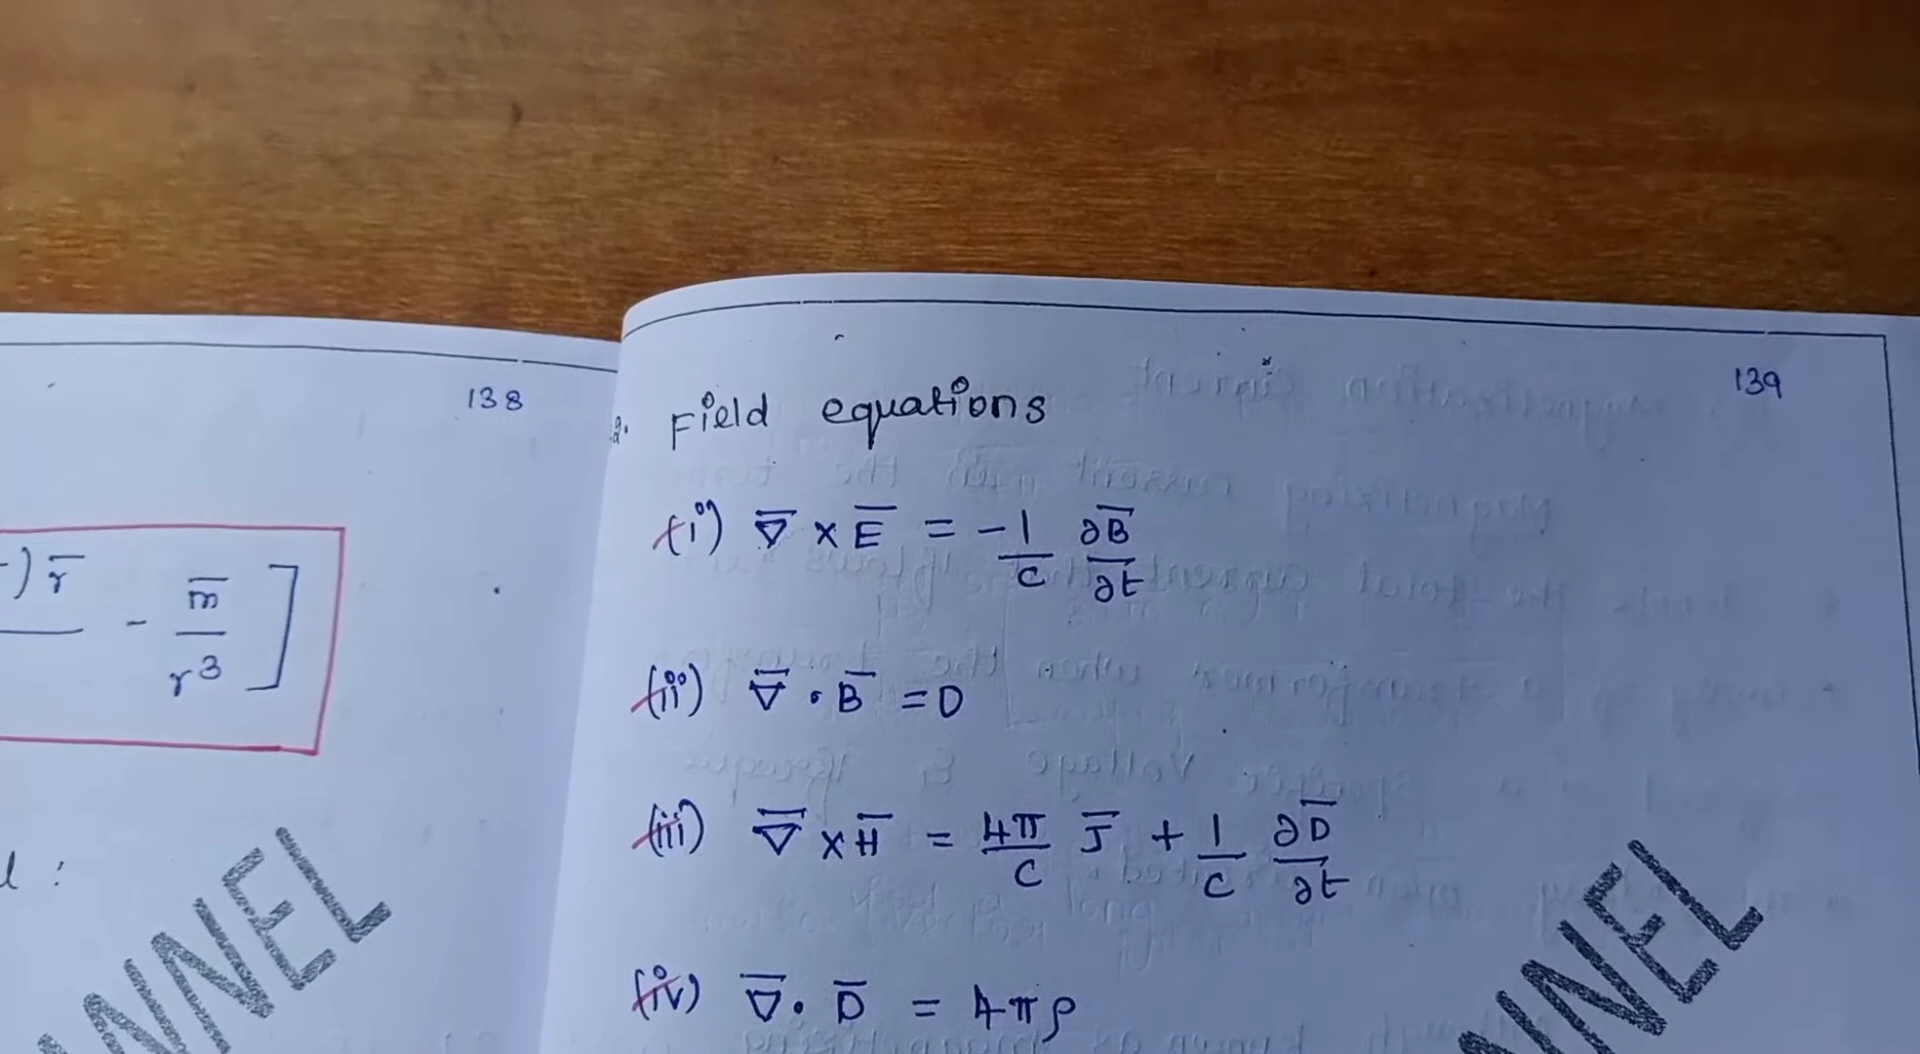 138
) r̅ - m̅/r³ ]
:
NNEL
139
2. Field equations
(i) ∇̅ × E̅ = -1/c ∂B̅/∂t
(ii) ∇̅ . B̅ = 0
(iii) ∇̅ × H̅ = 4π/c J̅ + 1/c ∂D̅/∂t
(iv) ∇̅ . D̅ = 4πρ
NNEL